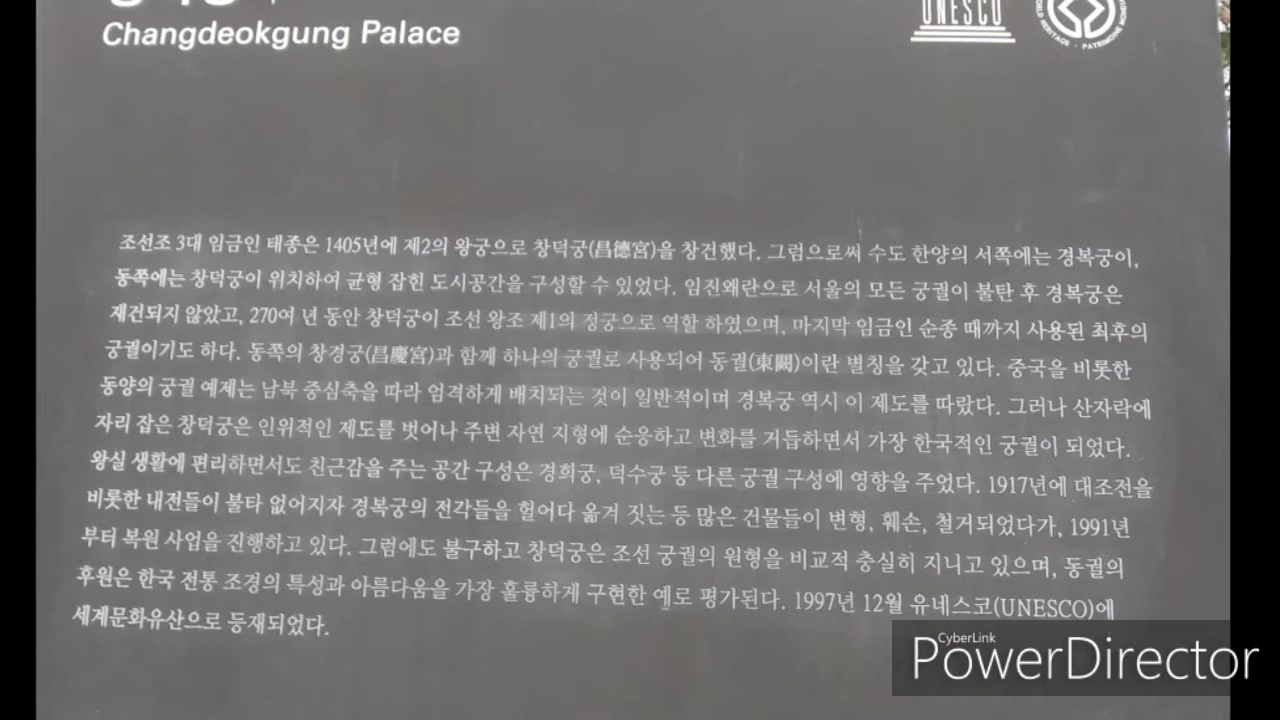 Changdeokgung Palace
UNESCO
WORLD HERITAGE · PATRIMOINE
조선조 3대 임금인 태종은 1405년에 제2의 왕궁으로 창덕궁(昌德宮)을 창건했다. 그럼으로써 수도 한양의 서쪽에는 경복궁이,
동쪽에는 창덕궁이 위치하여 균형 잡힌 도시공간을 구성할 수 있었다. 임진왜란으로 서울의 모든 궁궐이 불탄 후 경복궁은
재건되지 않았고, 270여 년 동안 창덕궁이 조선 왕조 제1의 정궁으로 역할 하였으며, 마지막 임금인 순종 때까지 사용된 최후의
궁궐이기도 하다. 동쪽의 창경궁(昌慶宮)과 함께 하나의 궁궐로 사용되어 동궐(東闕)이란 별칭을 갖고 있다. 중국을 비롯한
동양의 궁궐 예제는 남북 중심축을 따라 엄격하게 배치되는 것이 일반적이며 경복궁 역시 이 제도를 따랐다. 그러나 산자락에
자리 잡은 창덕궁은 인위적인 제도를 벗어나 주변 자연 지형에 순응하고 변화를 거듭하면서 가장 한국적인 궁궐이 되었다.
왕실 생활에 편리하면서도 친근감을 주는 공간 구성은 경희궁, 덕수궁 등 다른 궁궐 구성에 영향을 주었다. 1917년에 대조전을
비롯한 내전들이 불타 없어지자 경복궁의 전각들을 헐어다 옮겨 짓는 등 많은 건물들이 변형, 훼손, 철거되었다가, 1991년
부터 복원 사업을 진행하고 있다. 그럼에도 불구하고 창덕궁은 조선 궁궐의 원형을 비교적 충실히 지니고 있으며, 동궐의
후원은 한국 전통 조경의 특성과 아름다움을 가장 훌륭하게 구현한 예로 평가된다. 1997년 12월 유네스코(UNESCO)에
세계문화유산으로 등재되었다.
CyberLink
PowerDirector